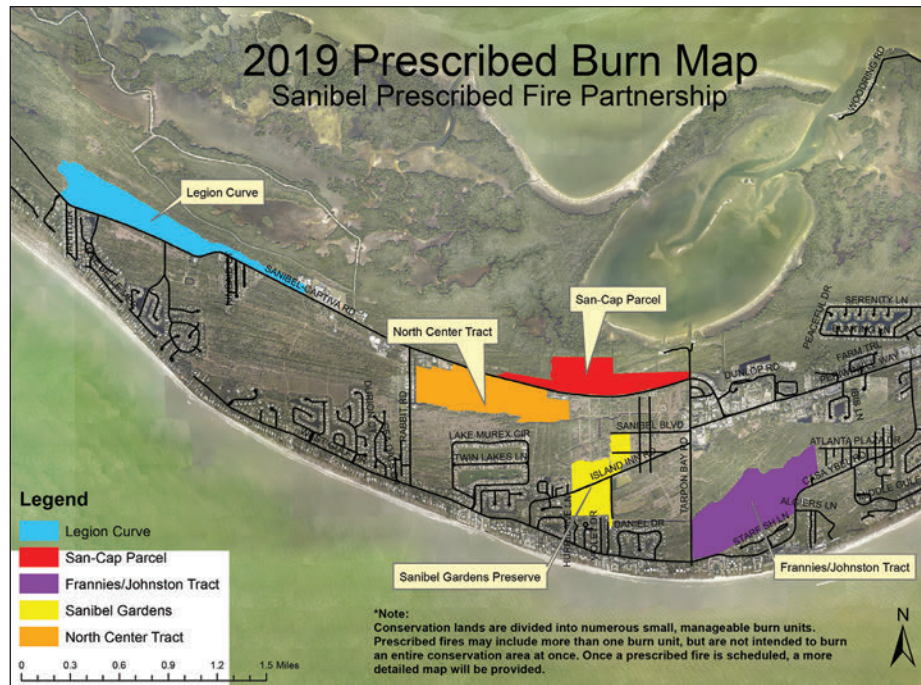 2019 Prescribed Burn Map
Sanibel Prescribed Fire Partnership
WOODRING RD
Legion Curve
SANIBEL-CAPTIVA RD
San-Cap Parcel
North Center Tract
PEACEFUL DR
SERENITY LN
BUNTING LN
FARM TRL
PERIWINKLE WAY
DUNLOP RD
RABBIT RD
SANIBEL BLVD
LAKE MUREX CIR
TWIN LAKES LN
ISLAND INN RD
TARPON BAY RD
ATLANTA PLAZA DR
CASA YBEL RD
MIDDLE GULF
ALGIERS LN
DANIEL DR
Sanibel Gardens Preserve
Frannies/Johnston Tract
Legend
Legion Curve
San-Cap Parcel
Frannies/Johnston Tract
Sanibel Gardens
North Center Tract
0 0.3 0.6 0.9 1.2 1.5 Miles
*Note:
Conservation lands are divided into numerous small, manageable burn units.
Prescribed fires may include more than one burn unit, but are not intended to burn
an entire conservation area at once. Once a prescribed fire is scheduled, a more
detailed map will be provided.
N